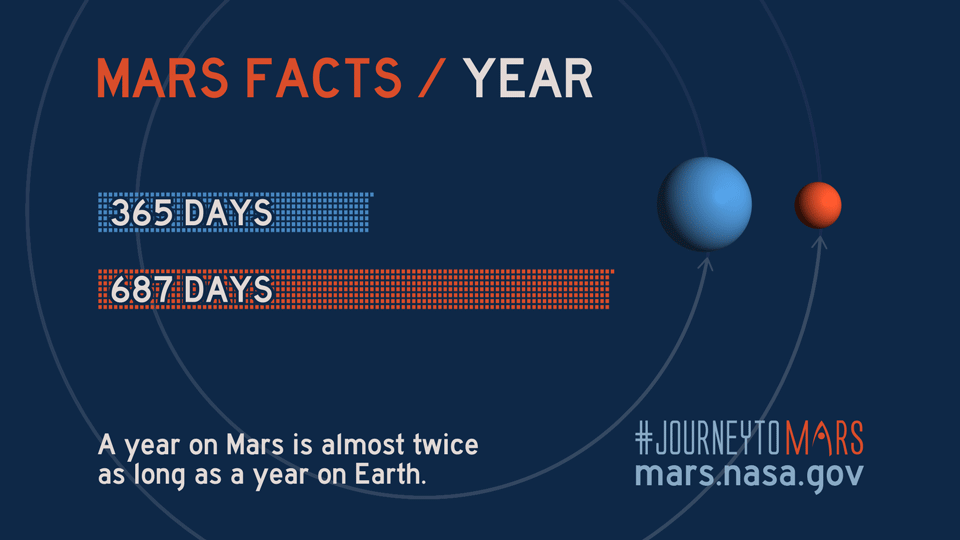 MARS FACTS / YEAR
365 DAYS
687 DAYS
A year on Mars is almost twice
as long as a year on Earth.
#JOURNEYTOMARS
mars.nasa.gov